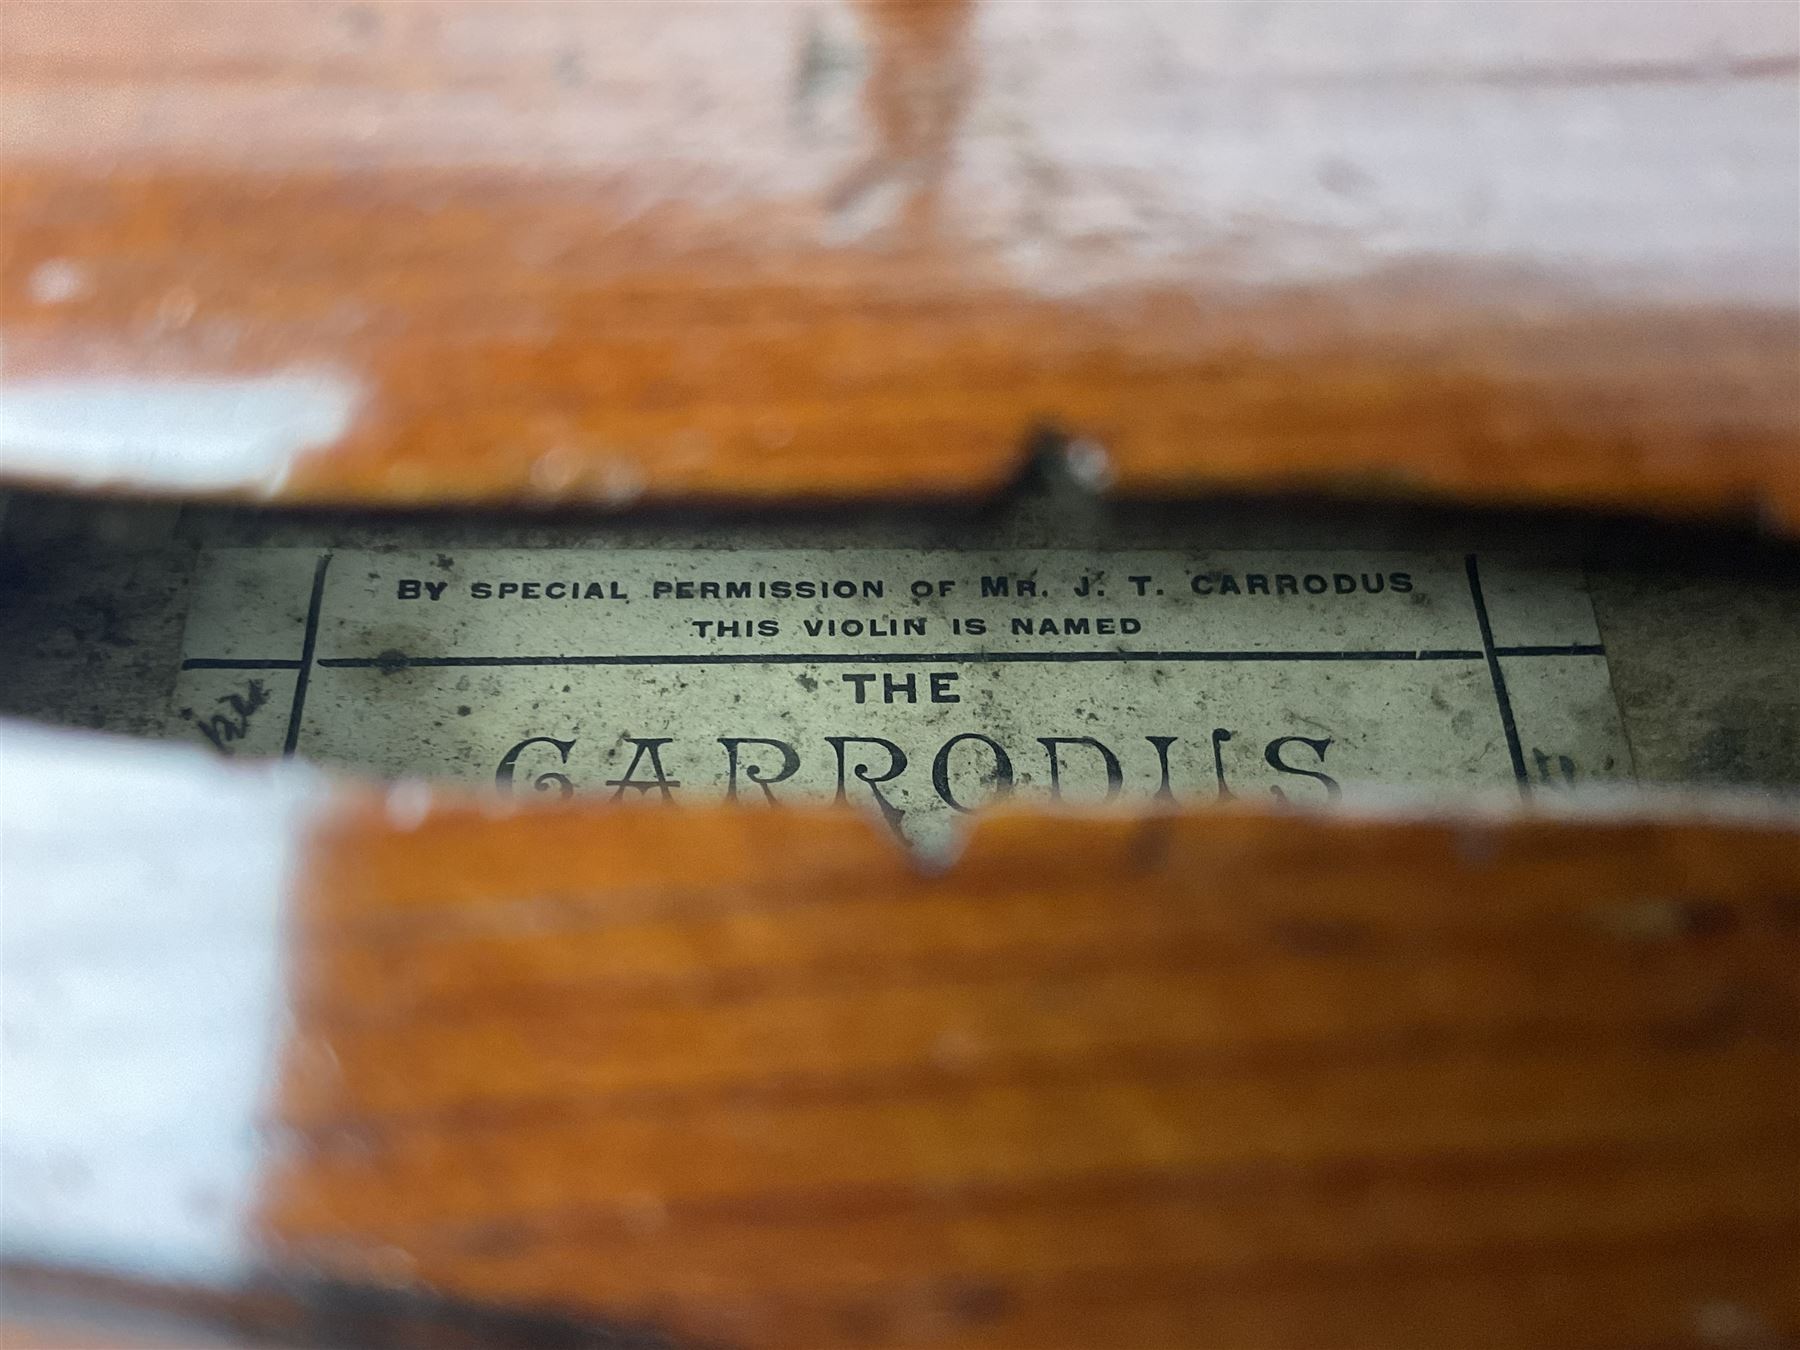 By special permission of Mr. J. T. Carrodus
this violin is named
THE
CARRODUS